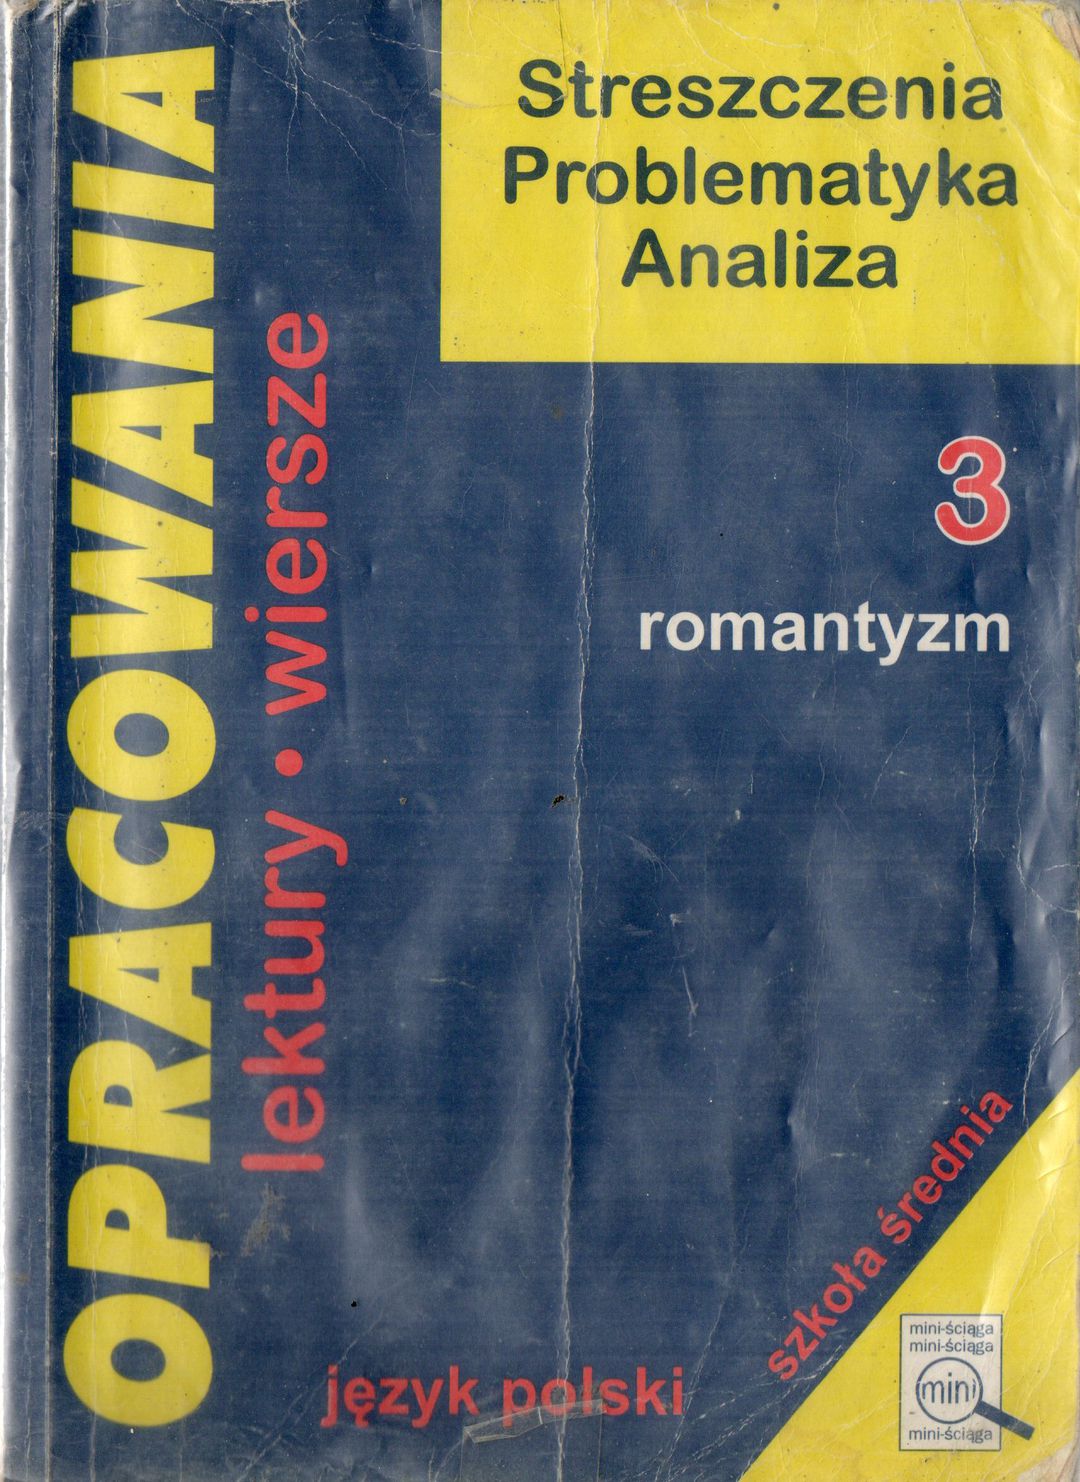 OPRACOWANIA
lektury • wiersze
Streszczenia
Problematyka
Analiza
3
romantyzm
szkoła średnia
język polski
mini-ściąga
mini-ściąga
mini
mini-ściąga